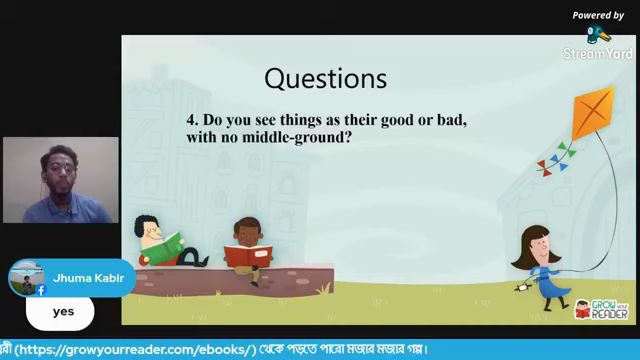 Powered by
StreamYard
Questions
4. Do you see things as their good or bad,
with no middle-ground?
Jhuma Kabir
yes
GROW YOUR
READER
রী (https://growyourreader.com/ebooks/) থেকে পড়তে পারো মজার মজার গল্প।